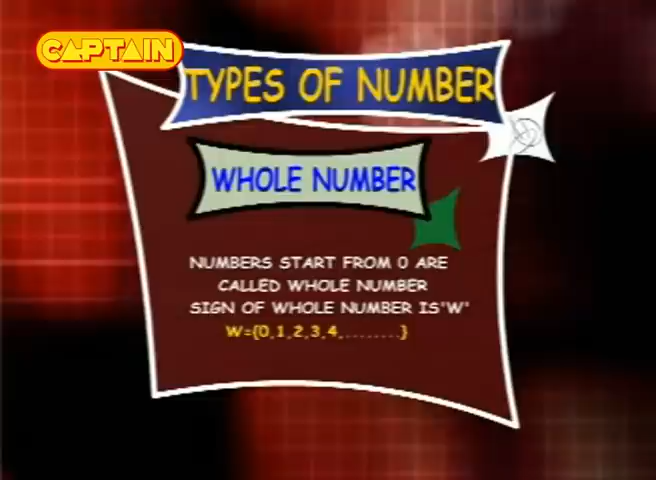 CAPTAIN
TYPES OF NUMBER
WHOLE NUMBER
NUMBERS START FROM 0 ARE
CALLED WHOLE NUMBER
SIGN OF WHOLE NUMBER IS'W'
W={0,1,2,3,4,........}